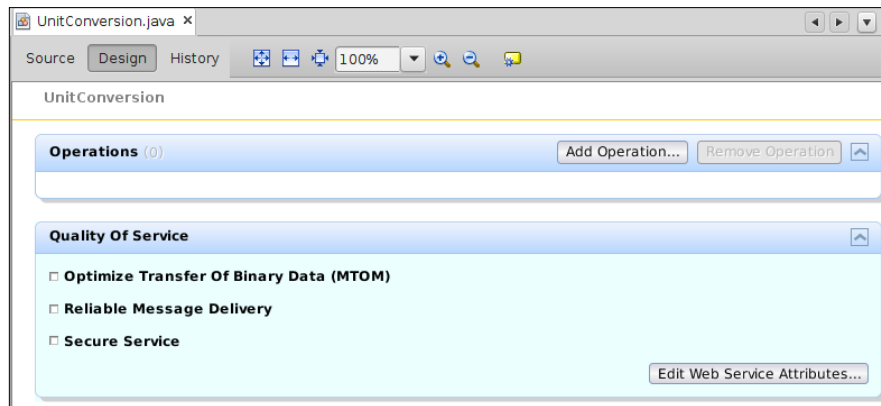 UnitConversion.java
Source Design History 100%
UnitConversion
Operations (0) Add Operation... Remove Operation
Quality Of Service
Optimize Transfer Of Binary Data (MTOM)
Reliable Message Delivery
Secure Service
Edit Web Service Attributes...